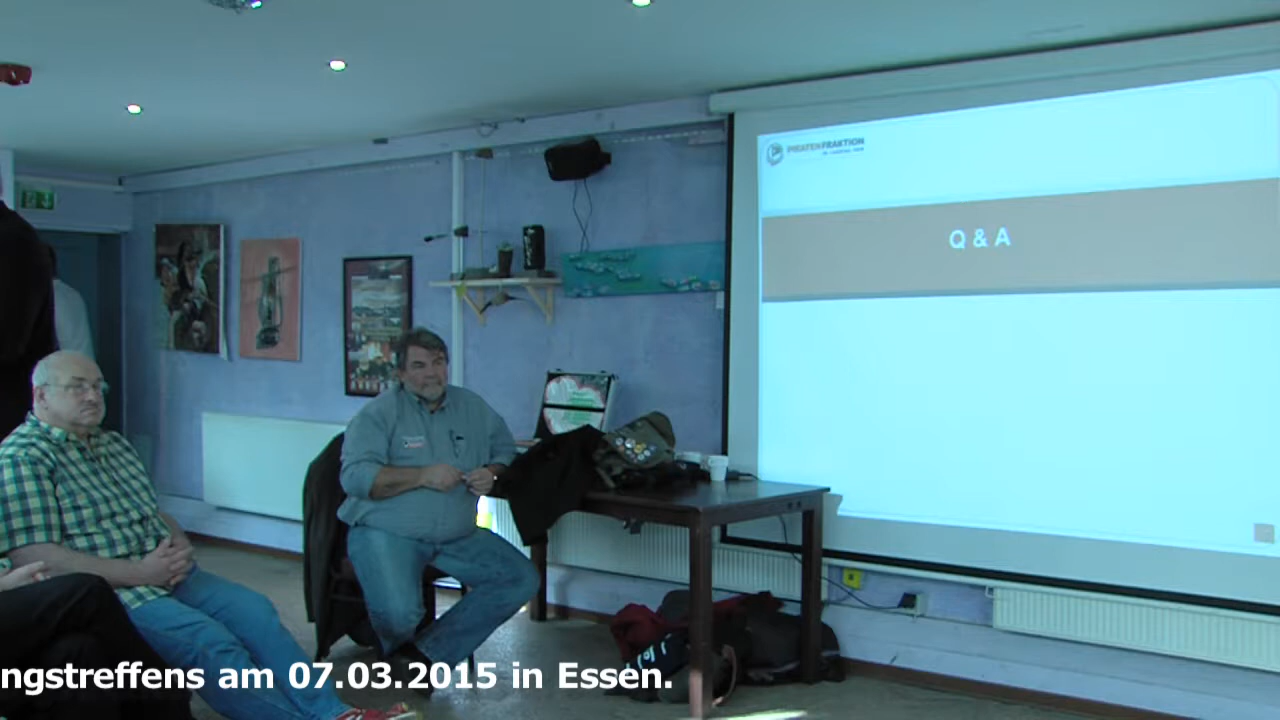 PIRATENFRAKTION
Q & A
ngstreffens am 07.03.2015 in Essen.